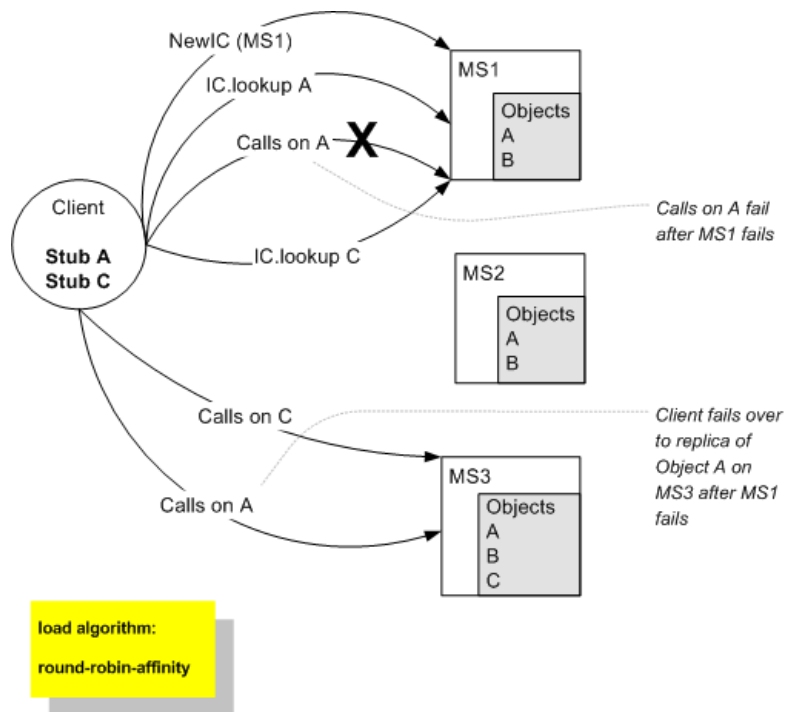 NewIC (MS1)
IC.lookup A
Calls on A
X
IC.lookup C
Client
Stub A
Stub C
MS1
Objects
A
B
Calls on A fail
after MS1 fails
MS2
Objects
A
B
Calls on C
Calls on A
Client fails over
to replica of
Object A on
MS3 after MS1
fails
MS3
Objects
A
B
C
load algorithm:
round-robin-affinity